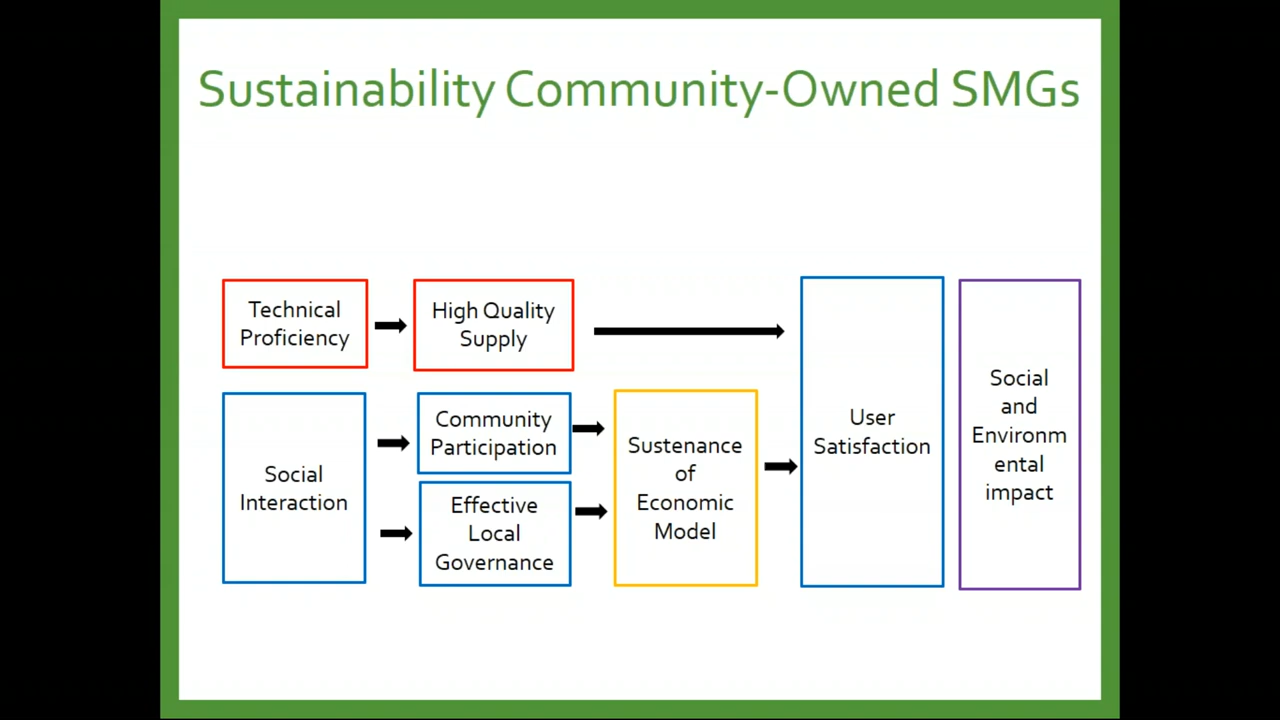 Sustainability Community-Owned SMGs
Technical
Proficiency
High Quality
Supply
Social
Interaction
Community
Participation
Effective
Local
Governance
Sustenance
of
Economic
Model
User
Satisfaction
Social
and
Environm
ental
impact